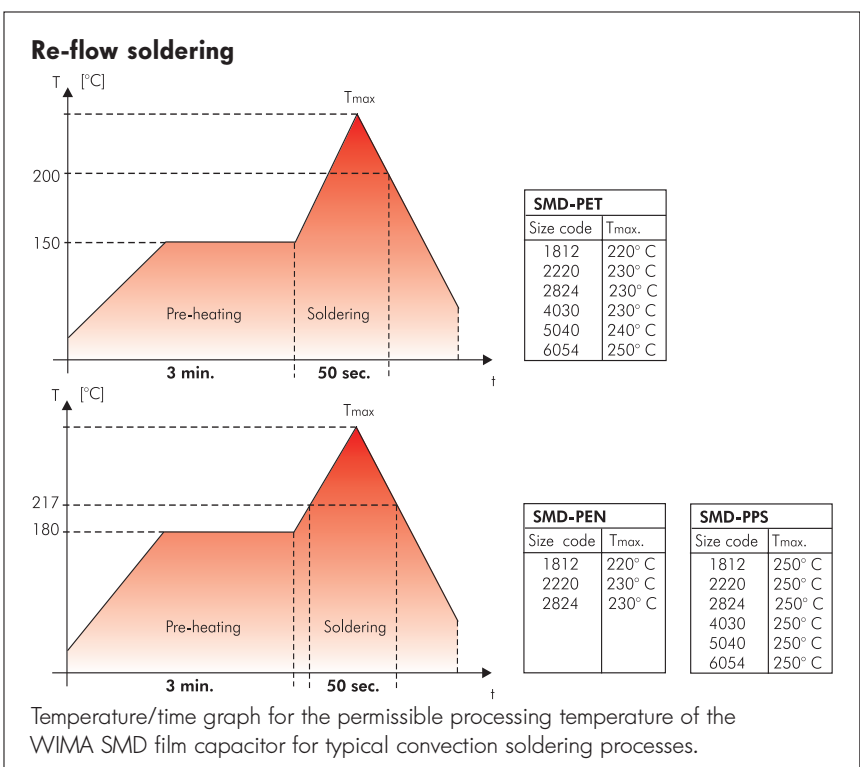 Re-flow soldering
T [°C]
Tmax
200
150
Pre-heating
Soldering
3 min.
50 sec.
t
SMD-PET
Size code Tmax.
1812 220° C
2220 230° C
2824 230° C
4030 230° C
5040 240° C
6054 250° C
T [°C]
Tmax
217
180
Pre-heating
Soldering
3 min.
50 sec.
t
SMD-PEN
Size code Tmax.
1812 220° C
2220 230° C
2824 230° C
SMD-PPS
Size code Tmax.
1812 250° C
2220 250° C
2824 250° C
4030 250° C
5040 250° C
6054 250° C
Temperature/time graph for the permissible processing temperature of the
WIMA SMD film capacitor for typical convection soldering processes.